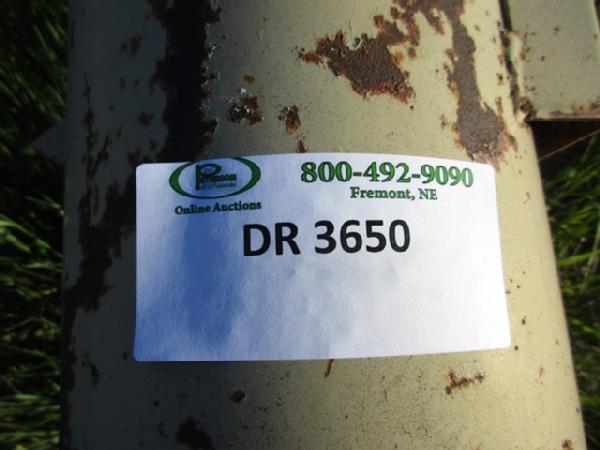 800-492-9090
Fremont, NE
Online Auctions
DR 3650